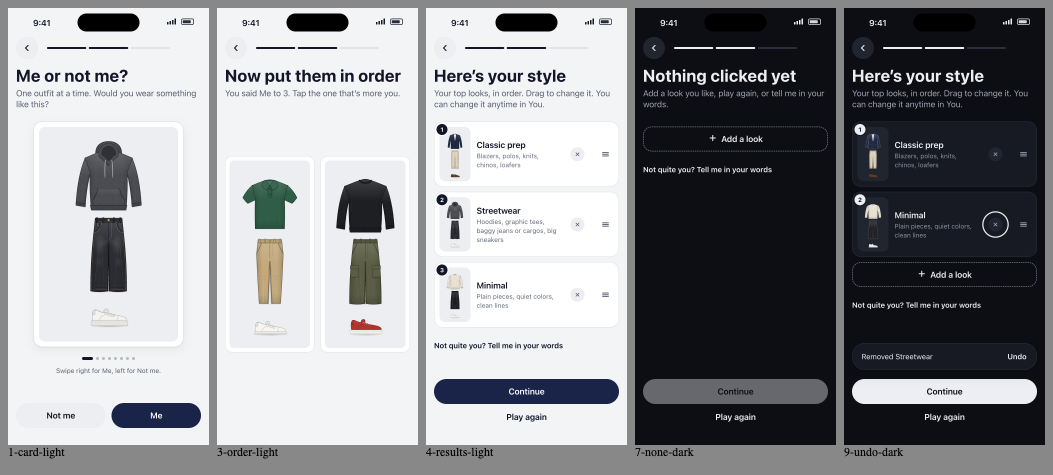 9:41
Me or not me?
One outfit at a time. Would you wear something
like this?
Swipe right for Me, left for Not me.
Not me
Me
1-card-light
9:41
Now put them in order
You said Me to 3. Tap the one that's more you.
3-order-light
9:41
Here's your style
Your top looks, in order. Drag to change it. You
can change it anytime in You.
1
Classic prep
Blazers, polos, knits,
chinos, loafers
2
Streetwear
Hoodies, graphic tees,
baggy jeans or cargos, big
sneakers
3
Minimal
Plain pieces, quiet colors,
clean lines
Not quite you? Tell me in your words
Continue
Play again
4-results-light
9:41
Nothing clicked yet
Add a look you like, play again, or tell me in your
words.
+ Add a look
Not quite you? Tell me in your words
Continue
Play again
7-none-dark
9:41
Here's your style
Your top looks, in order. Drag to change it. You
can change it anytime in You.
1
Classic prep
Blazers, polos, knits,
chinos, loafers
2
Minimal
Plain pieces, quiet colors,
clean lines
+ Add a look
Not quite you? Tell me in your words
Removed Streetwear
Undo
Continue
Play again
9-undo-dark